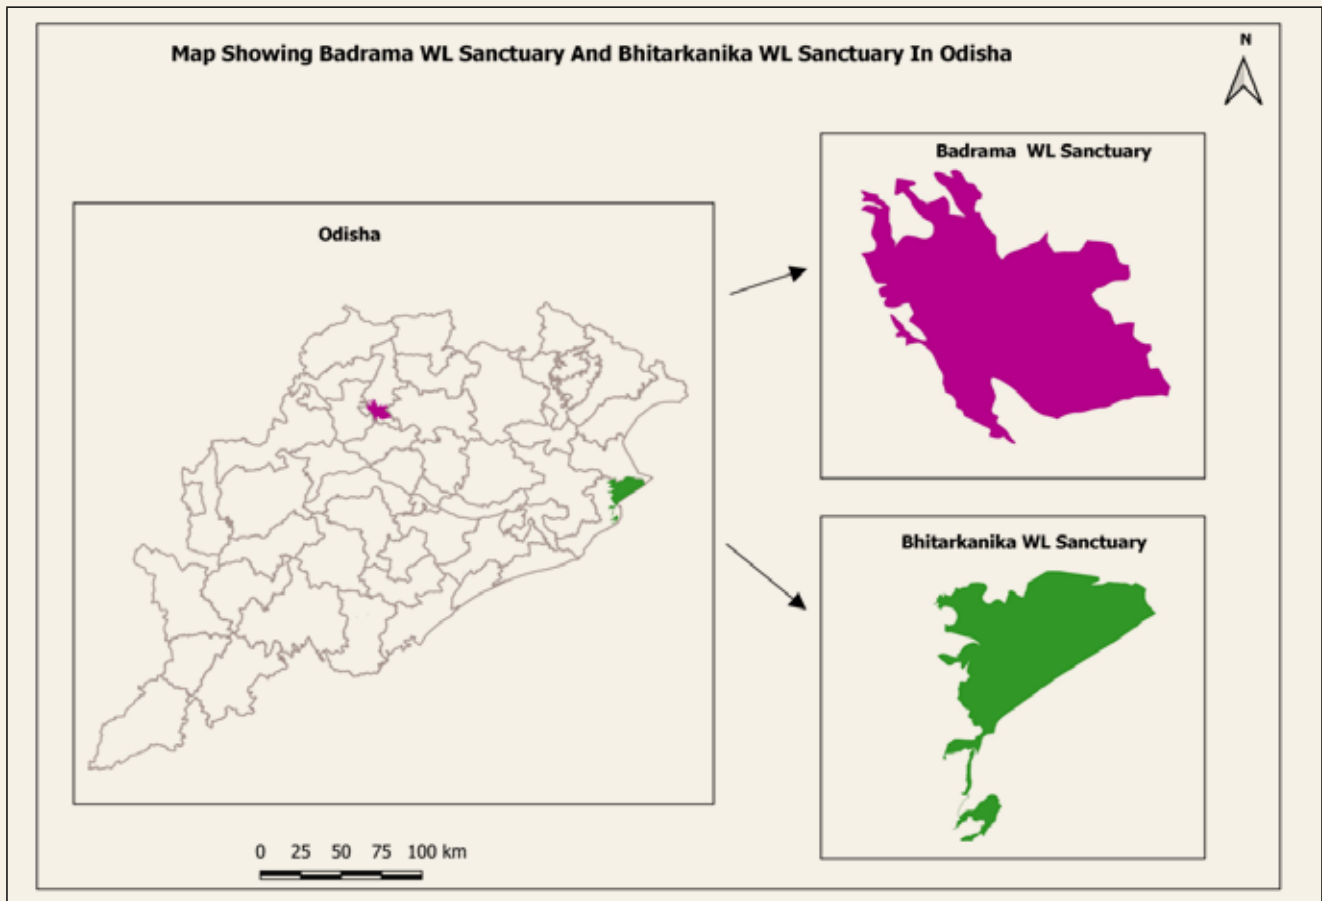 Map Showing Badrama WL Sanctuary And Bhitarkanika WL Sanctuary In Odisha
N
Badrama WL Sanctuary
Odisha
Bhitarkanika WL Sanctuary
0 25 50 75 100 km